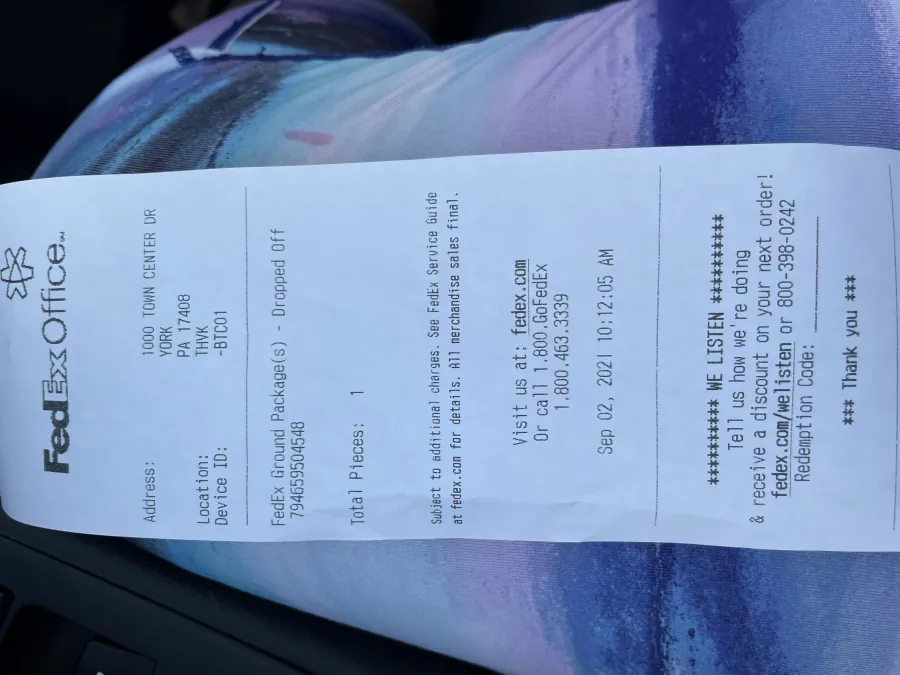 FedEx Office℠
Address: 1000 TOWN CENTER DR
YORK
PA 17408
Location: THVK
Device ID: -BTC01
FedEx Ground Package(s) - Dropped Off
794659504548
Total Pieces: 1
Subject to additional charges. See FedEx Service Guide
at fedex.com for details. All merchandise sales final.
Visit us at: fedex.com
Or call 1.800.GoFedEx
1.800.463.3339
Sep 02, 2021 10:12:05 AM
********* WE LISTEN *********
Tell us how we're doing
& receive a discount on your next order!
fedex.com/welisten or 800-398-0242
Redemption Code: __________
*** Thank you ***